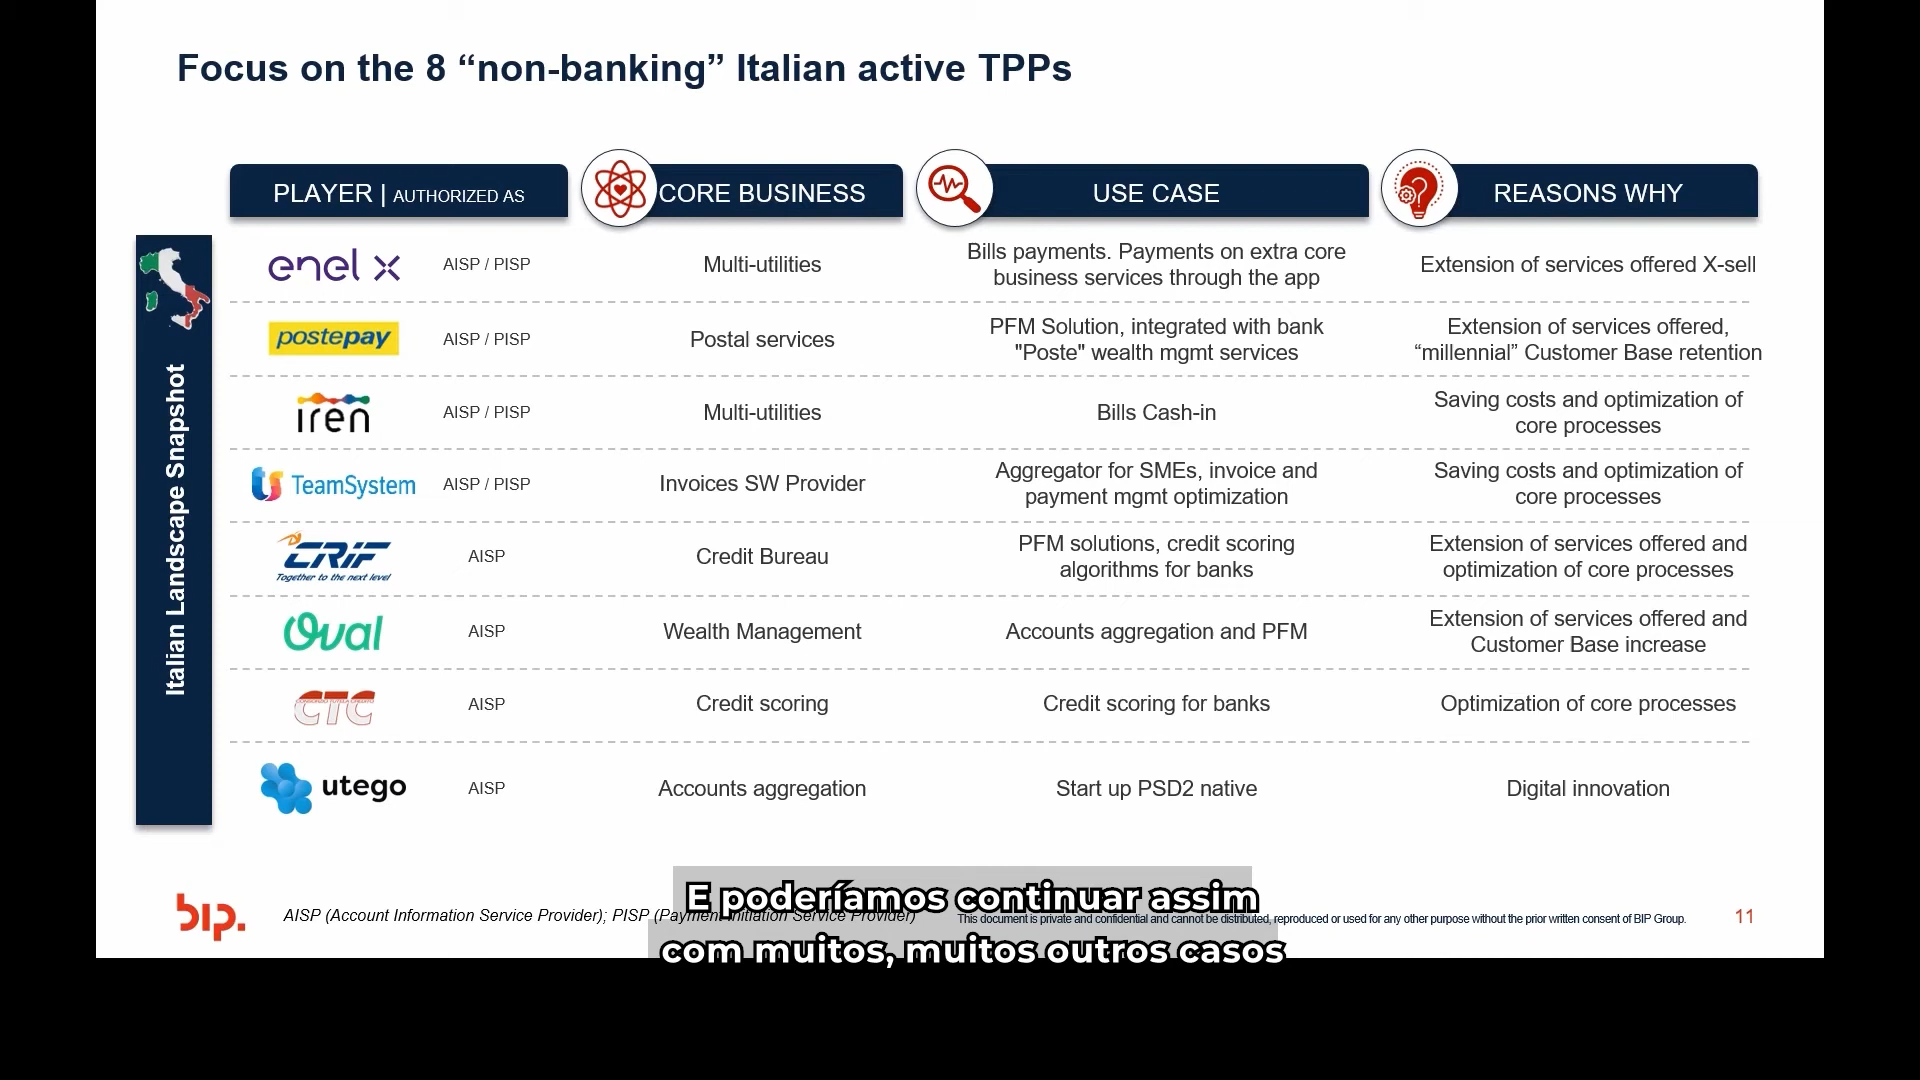 Focus on the 8 “non-banking” Italian active TPPs
PLAYER | AUTHORIZED AS
CORE BUSINESS
USE CASE
REASONS WHY
Italian Landscape Snapshot
enel x
AISP / PISP
Multi-utilities
Bills payments. Payments on extra core
business services through the app
Extension of services offered X-sell
postepay
AISP / PISP
Postal services
PFM Solution, integrated with bank
"Poste" wealth mgmt services
Extension of services offered,
“millennial” Customer Base retention
iren
AISP / PISP
Multi-utilities
Bills Cash-in
Saving costs and optimization of
core processes
TeamSystem
AISP / PISP
Invoices SW Provider
Aggregator for SMEs, invoice and
payment mgmt optimization
Saving costs and optimization of
core processes
CRIF
Together to the next level
AISP
Credit Bureau
PFM solutions, credit scoring
algorithms for banks
Extension of services offered and
optimization of core processes
Oval
AISP
Wealth Management
Accounts aggregation and PFM
Extension of services offered and
Customer Base increase
CTC
CONSORZIO TUTELA CREDITO
AISP
Credit scoring
Credit scoring for banks
Optimization of core processes
utego
AISP
Accounts aggregation
Start up PSD2 native
Digital innovation
bip.
AISP (Account Information Service Provider); PISP (Payment Initiation Service Provider)
This document is private and confidential and cannot be distributed, reproduced or used for any other purpose without the prior written consent of BIP Group.
11
E poderíamos continuar assim
com muitos, muitos outros casos